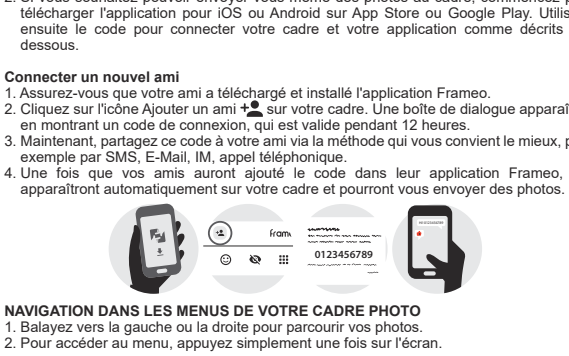 2. Si vous souhaitez pouvoir envoyer vous-même des photos au cadre, commencez
télécharger l'application pour iOS ou Android sur App Store ou Google Play.
ensuite le code pour connecter votre cadre et votre application comme décrits
dessous.
Connecter un nouvel ami
1. Assurez-vous que votre ami a téléchargé et installé l'application Frameo.
2. Cliquez sur l'icône Ajouter un ami sur votre cadre. Une boîte de dialogue apparaît
en montrant un code de connexion, qui est valide pendant 12 heures.
3. Maintenant, partagez ce code à votre ami via la méthode qui vous convient le mieux,
exemple par SMS, E-Mail, IM, appel téléphonique.
4. Une fois que vos amis auront ajouté le code dans leur application Frameo,
apparaîtront automatiquement sur votre cadre et pourront vous envoyer des photos.
fram
0123456789
NAVIGATION DANS LES MENUS DE VOTRE CADRE PHOTO
1. Balayez vers la gauche ou la droite pour parcourir vos photos.
2. Pour accéder au menu, appuyez simplement une fois sur l'écran.